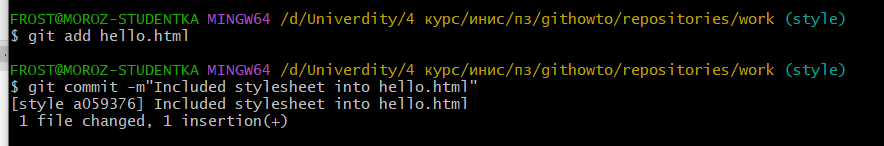 FROST@MOROZ-STUDENTKA MINGW64 /d/Univerdity/4 курс/инис/пз/githowto/repositories/work (style)
$ git add hello.html
FROST@MOROZ-STUDENTKA MINGW64 /d/Univerdity/4 курс/инис/пз/githowto/repositories/work (style)
$ git commit -m"Included stylesheet into hello.html"
[style a059376] Included stylesheet into hello.html
 1 file changed, 1 insertion(+)